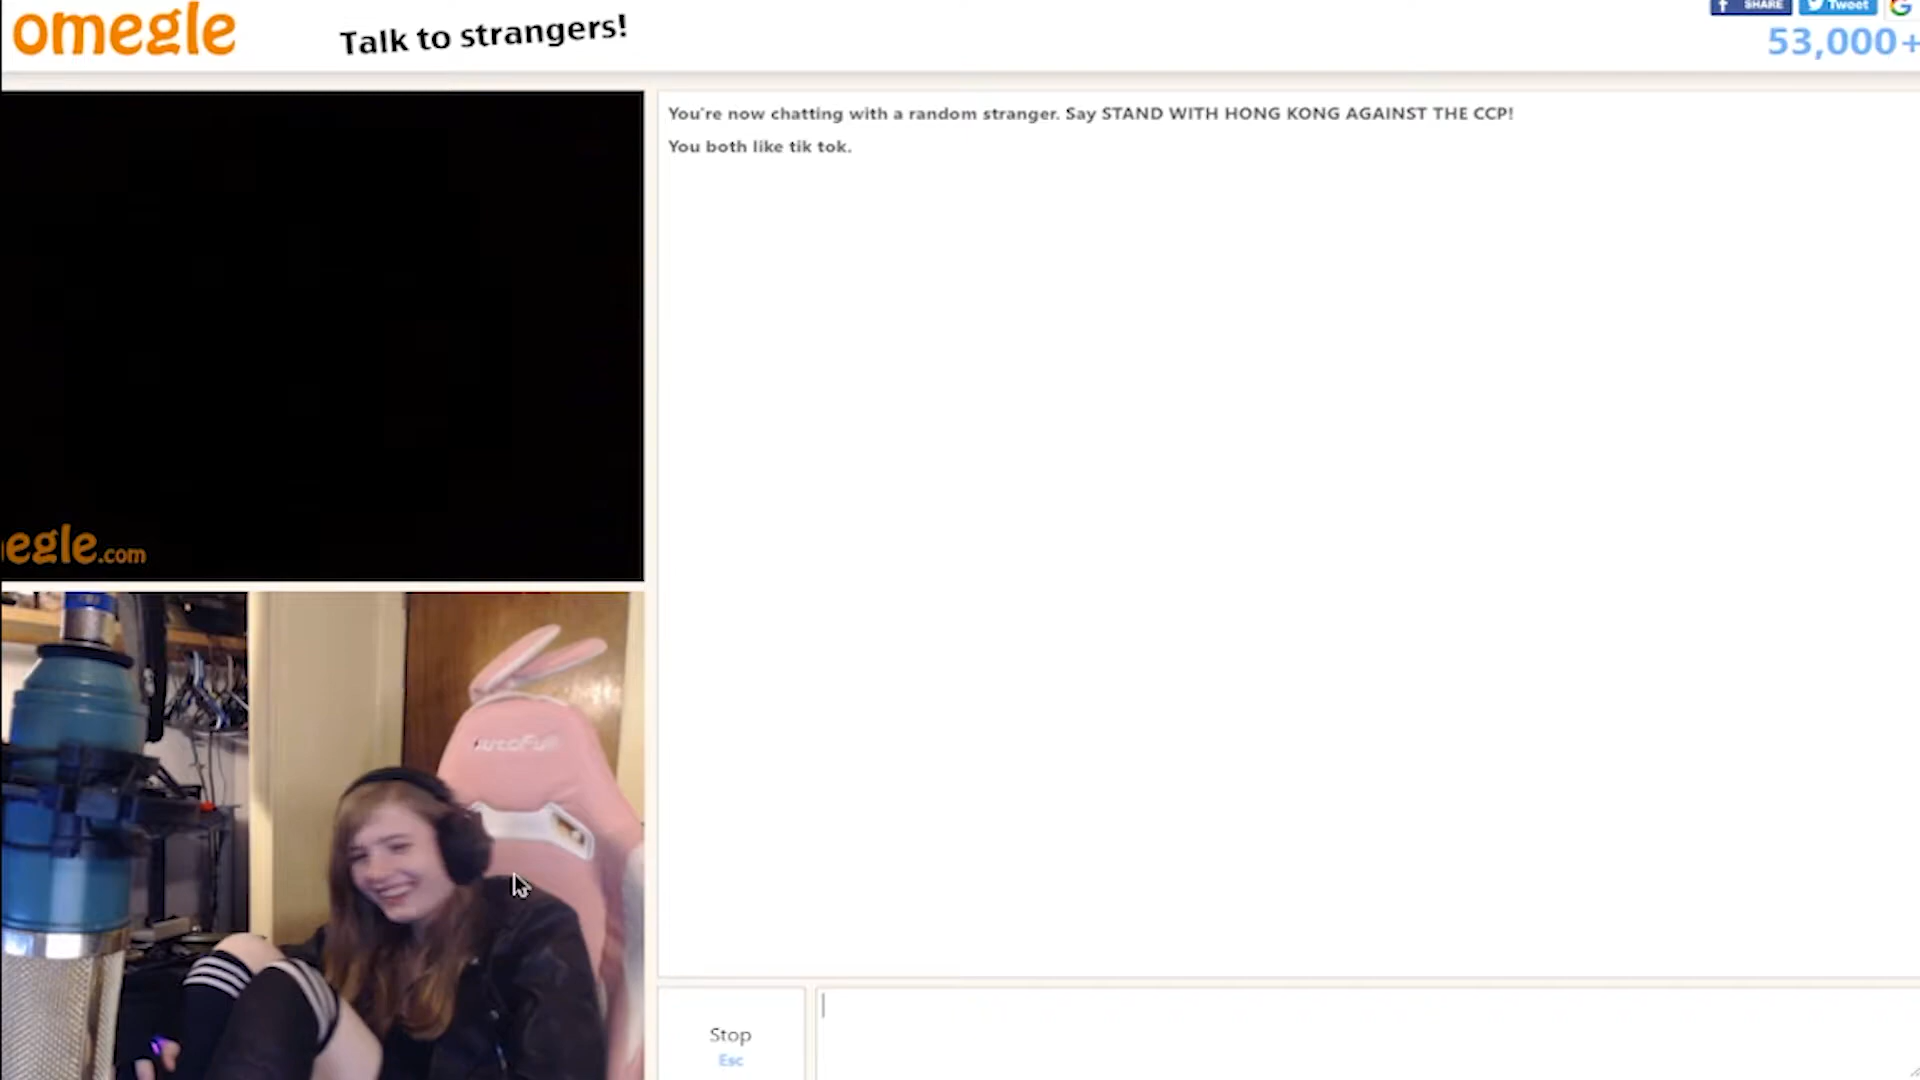 omegle
Talk to strangers!
SHARE
Tweet
53,000+
You're now chatting with a random stranger. Say STAND WITH HONG KONG AGAINST THE CCP!
You both like tik tok.
egle.com
AutoFull
Stop
Esc